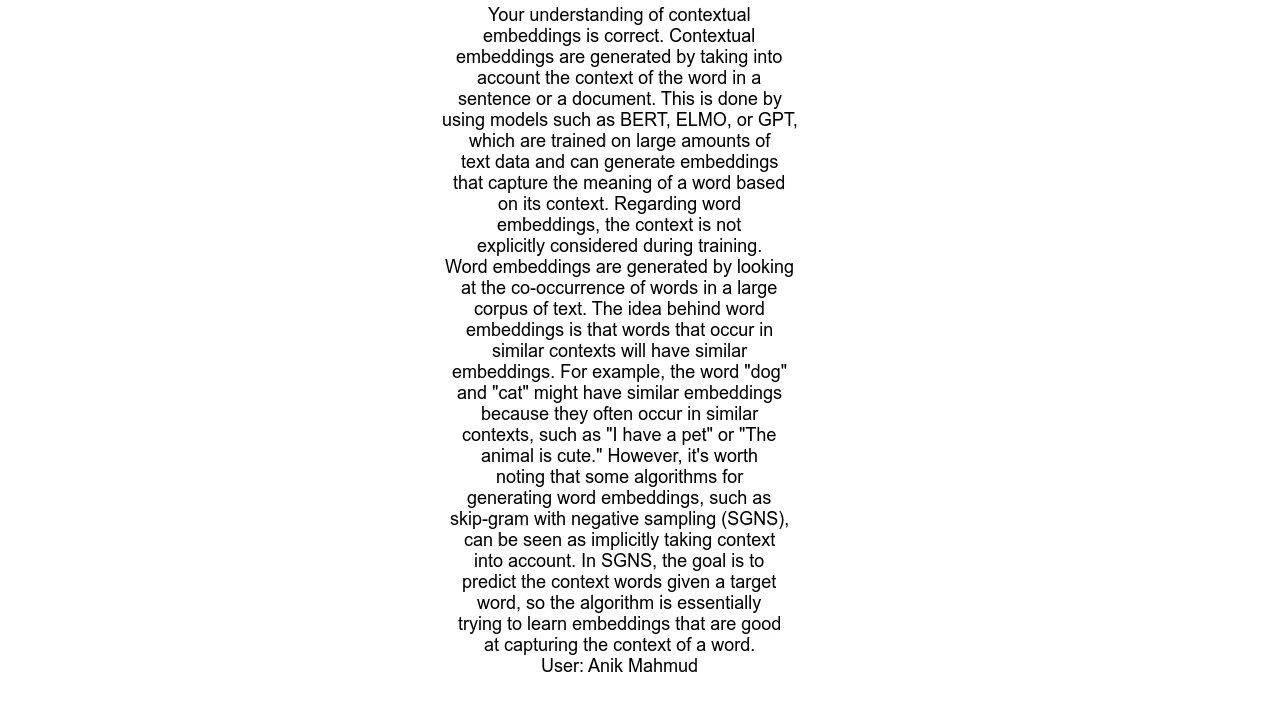 Your understanding of contextual
embeddings is correct. Contextual
embeddings are generated by taking into
account the context of the word in a
sentence or a document. This is done by
using models such as BERT, ELMO, or GPT,
which are trained on large amounts of
text data and can generate embeddings
that capture the meaning of a word based
on its context. Regarding word
embeddings, the context is not
explicitly considered during training.
Word embeddings are generated by looking
at the co-occurrence of words in a large
corpus of text. The idea behind word
embeddings is that words that occur in
similar contexts will have similar
embeddings. For example, the word "dog"
and "cat" might have similar embeddings
because they often occur in similar
contexts, such as "I have a pet" or "The
animal is cute." However, it's worth
noting that some algorithms for
generating word embeddings, such as
skip-gram with negative sampling (SGNS),
can be seen as implicitly taking context
into account. In SGNS, the goal is to
predict the context words given a target
word, so the algorithm is essentially
trying to learn embeddings that are good
at capturing the context of a word.
User: Anik Mahmud